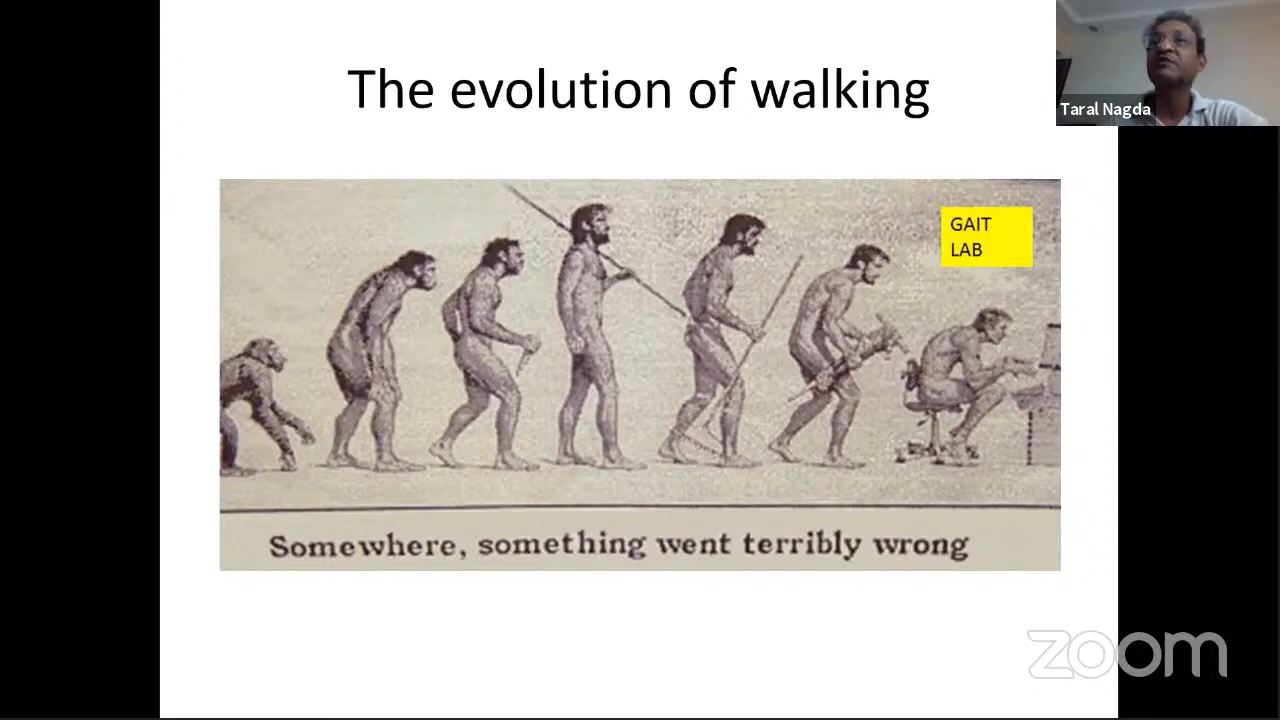 The evolution of walking
Taral Nagda
GAIT
LAB
Somewhere, something went terribly wrong
zoom